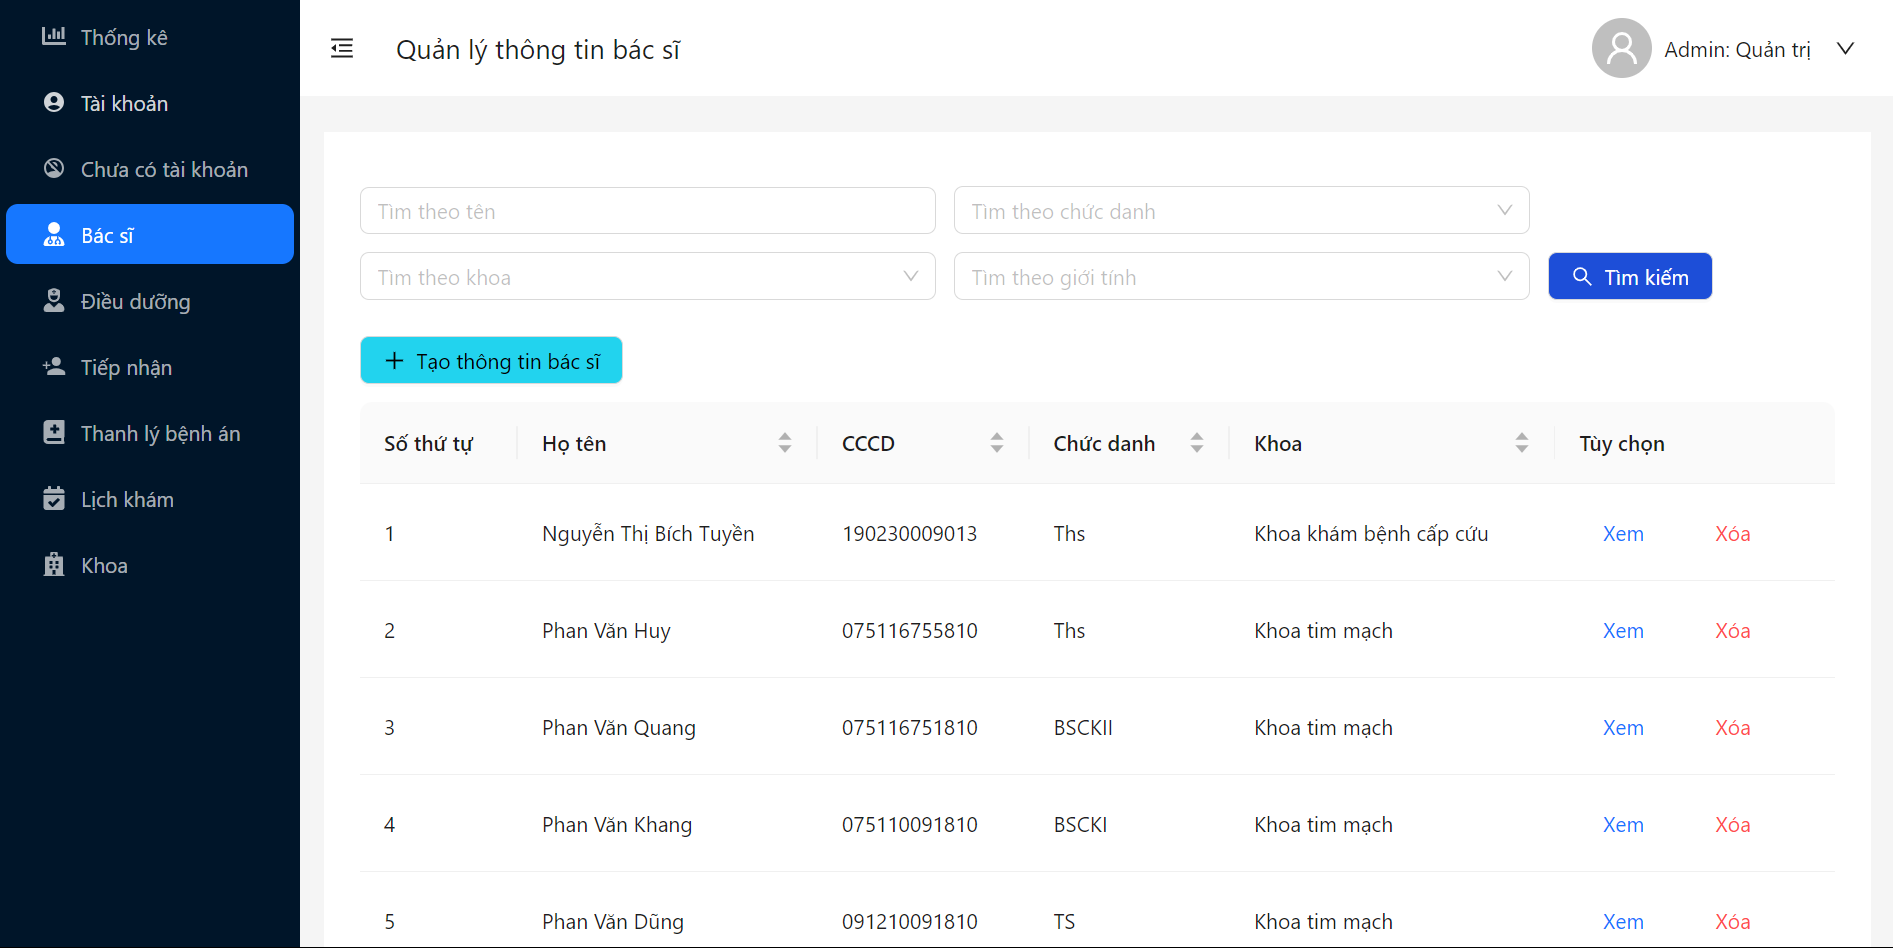 Thống kê
Tài khoản
Chưa có tài khoản
Bác sĩ
Điều dưỡng
Tiếp nhận
Thanh lý bệnh án
Lịch khám
Khoa
Quản lý thông tin bác sĩ
Admin: Quản trị
Tìm theo tên
Tìm theo chức danh
Tìm theo khoa
Tìm theo giới tính
Tìm kiếm
Tạo thông tin bác sĩ
Số thứ tự Họ tên CCCD Chức danh Khoa Tùy chọn
1 Nguyễn Thị Bích Tuyền 190230009013 Ths Khoa khám bệnh cấp cứu Xem Xóa
2 Phan Văn Huy 075116755810 Ths Khoa tim mạch Xem Xóa
3 Phan Văn Quang 075116751810 BSCKII Khoa tim mạch Xem Xóa
4 Phan Văn Khang 075110091810 BSCKI Khoa tim mạch Xem Xóa
5 Phan Văn Dũng 091210091810 TS Khoa tim mạch Xem Xóa